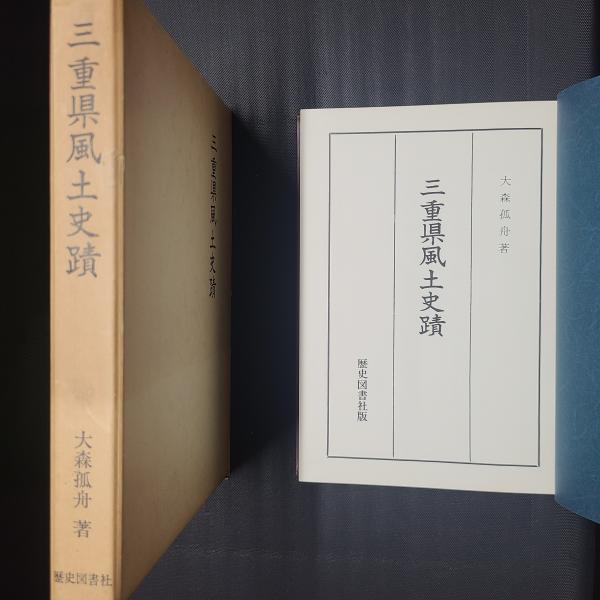 三重県風土史蹟
大森孤舟 著
歴史図書社
三重県風土史蹟
大森孤舟著
三重県風土史蹟
歴史図書社版